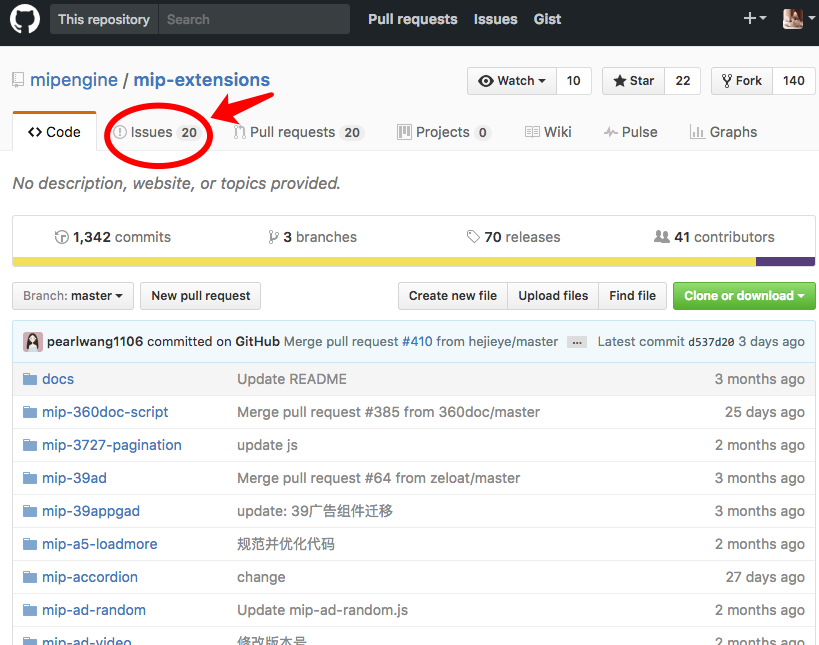 This repository Search Pull requests Issues Gist
mipengine / mip-extensions Watch 10 Star 22 Fork 140
Code Issues 20 Pull requests 20 Projects 0 Wiki Pulse Graphs
No description, website, or topics provided.
1,342 commits 3 branches 70 releases 41 contributors
Branch: master New pull request Create new file Upload files Find file Clone or download
pearlwang1106 committed on GitHub Merge pull request #410 from hejieye/master ... Latest commit d537d20 3 days ago
docs Update README 3 months ago
mip-360doc-script Merge pull request #385 from 360doc/master 25 days ago
mip-3727-pagination update js 2 months ago
mip-39ad Merge pull request #64 from zeloat/master 3 months ago
mip-39appgad update: 39广告组件迁移 3 months ago
mip-a5-loadmore 规范并优化代码 2 months ago
mip-accordion change 27 days ago
mip-ad-random Update mip-ad-random.js 2 months ago
mip-ad-video 修改版本号 2 months ago